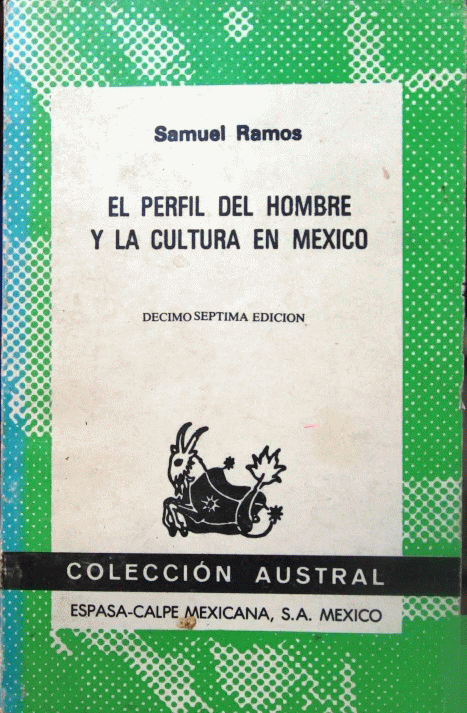 Samuel Ramos
EL PERFIL DEL HOMBRE
Y LA CULTURA EN MEXICO
DECIMO SEPTIMA EDICION
COLECCIÓN AUSTRAL
ESPASA-CALPE MEXICANA, S.A. MEXICO